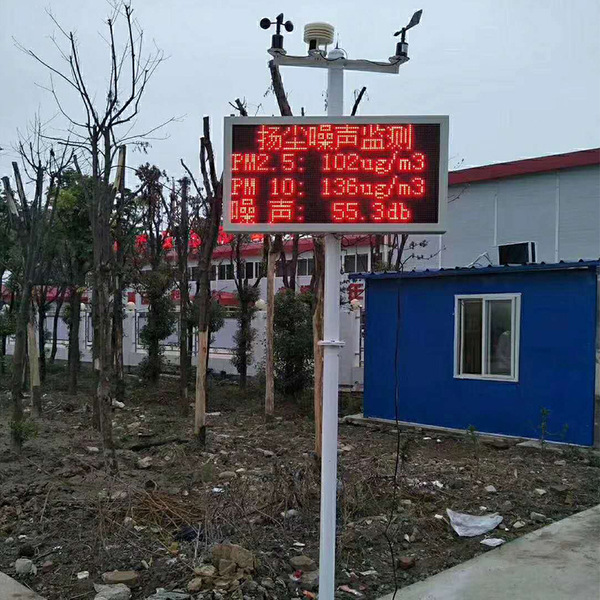 扬尘噪声监测
PM2.5: 102ug/m3
PM 10: 136ug/m3
噪 声: 55.3db